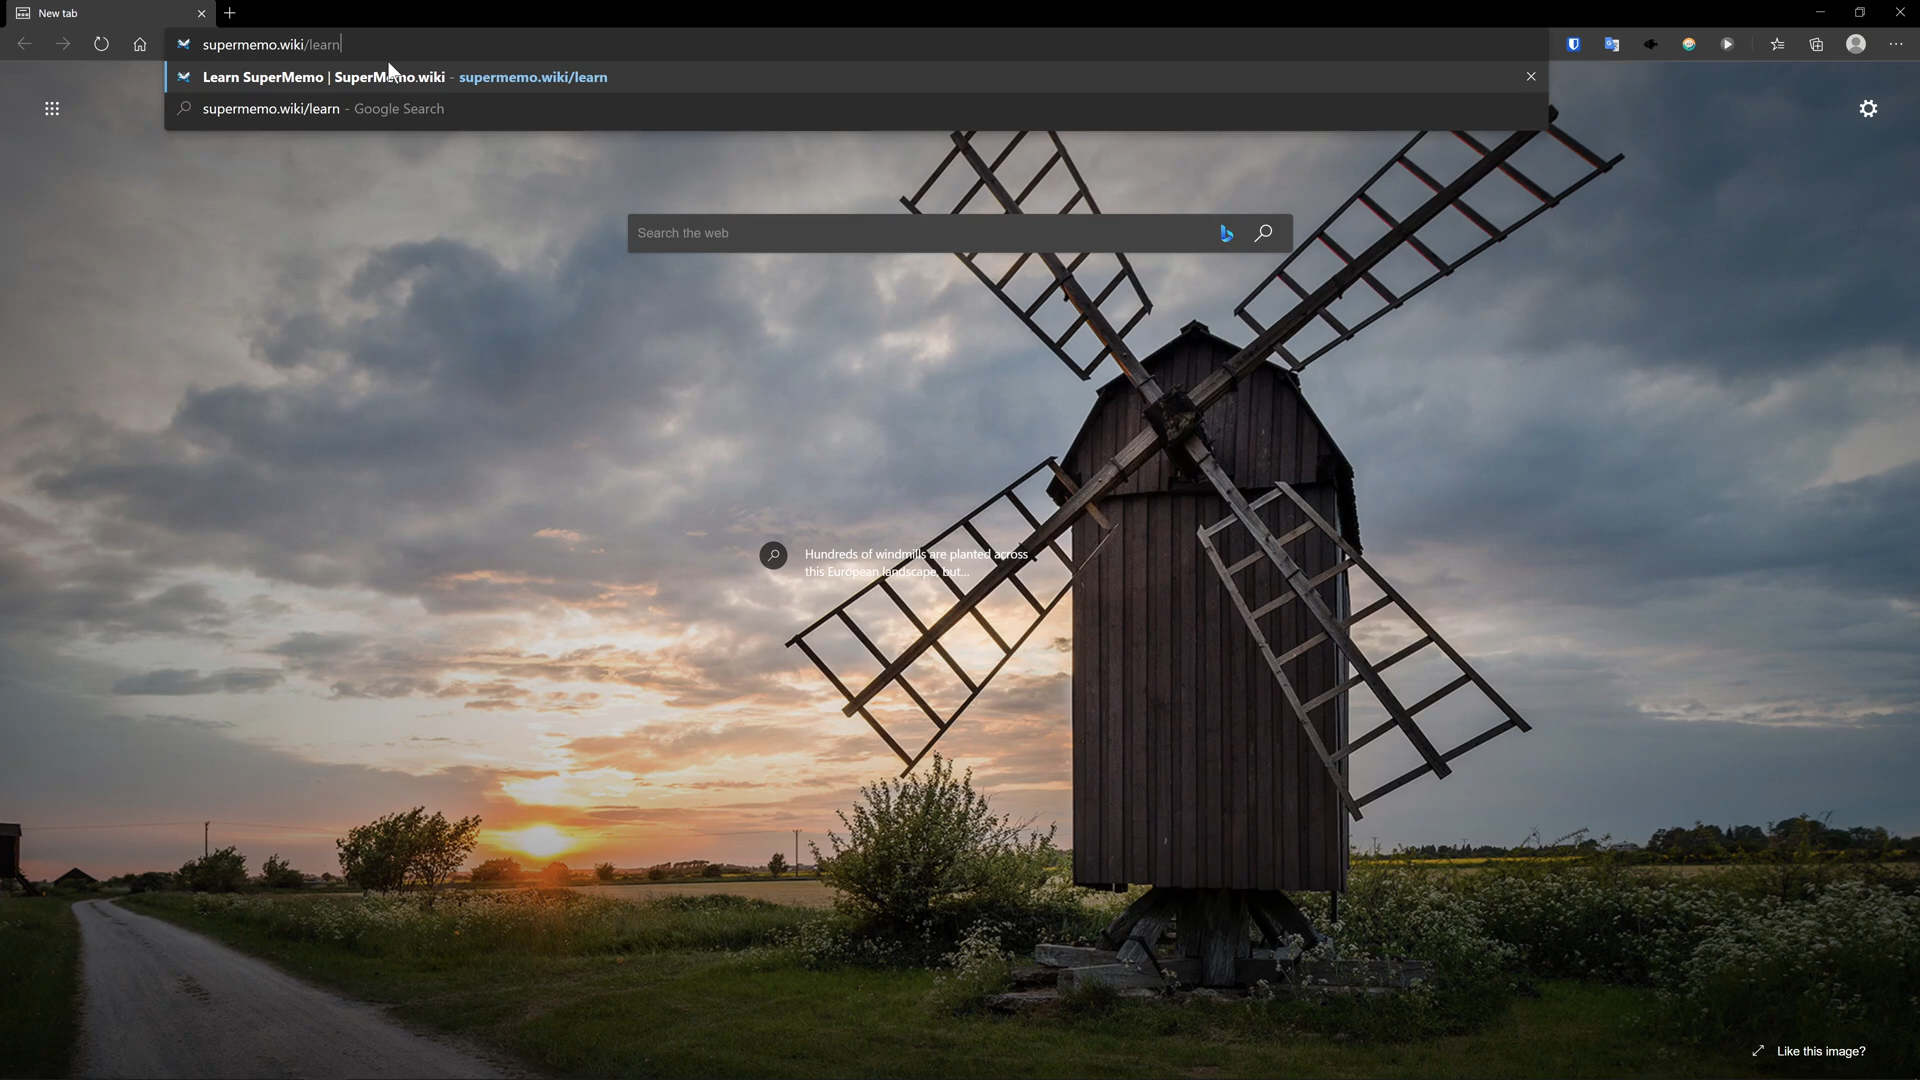 New tab
supermemo.wiki/learn
Learn SuperMemo | SuperMemo.wiki - supermemo.wiki/learn
supermemo.wiki/learn - Google Search
Search the web
Hundreds of windmills are planted across
this European landscape, but...
Like this image?